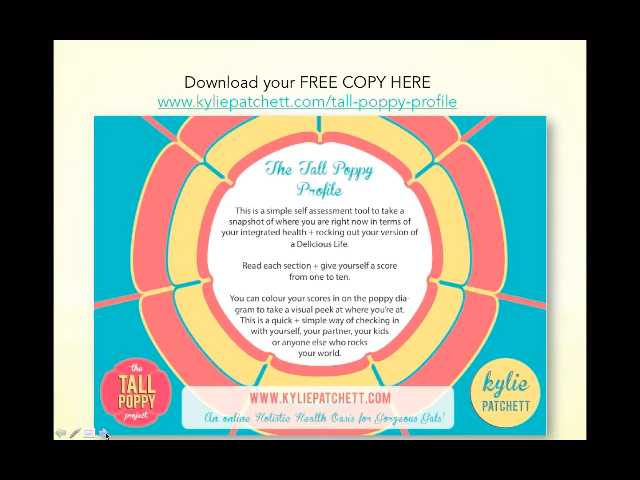 Download your FREE COPY HERE
www.kyliepatchett.com/tall-poppy-profile
The Tall Poppy
Profile
This is a simple self assessment tool to take a
snapshot of where you are right now in terms of
your integrated health + rocking out your version of
a Delicious Life.
Read each section + give yourself a score
from one to ten.
You can colour your scores in on the poppy dia-
gram to take a visual peek at where you're at.
This is a quick + simple way of checking in
with yourself, your partner, your kids
or anyone else who rocks
your world.
the
TALL
POPPY
project
WWW.KYLIEPATCHETT.COM
An online Holistic Health Oasis for Gorgeous Gals!
kylie
PATCHETT